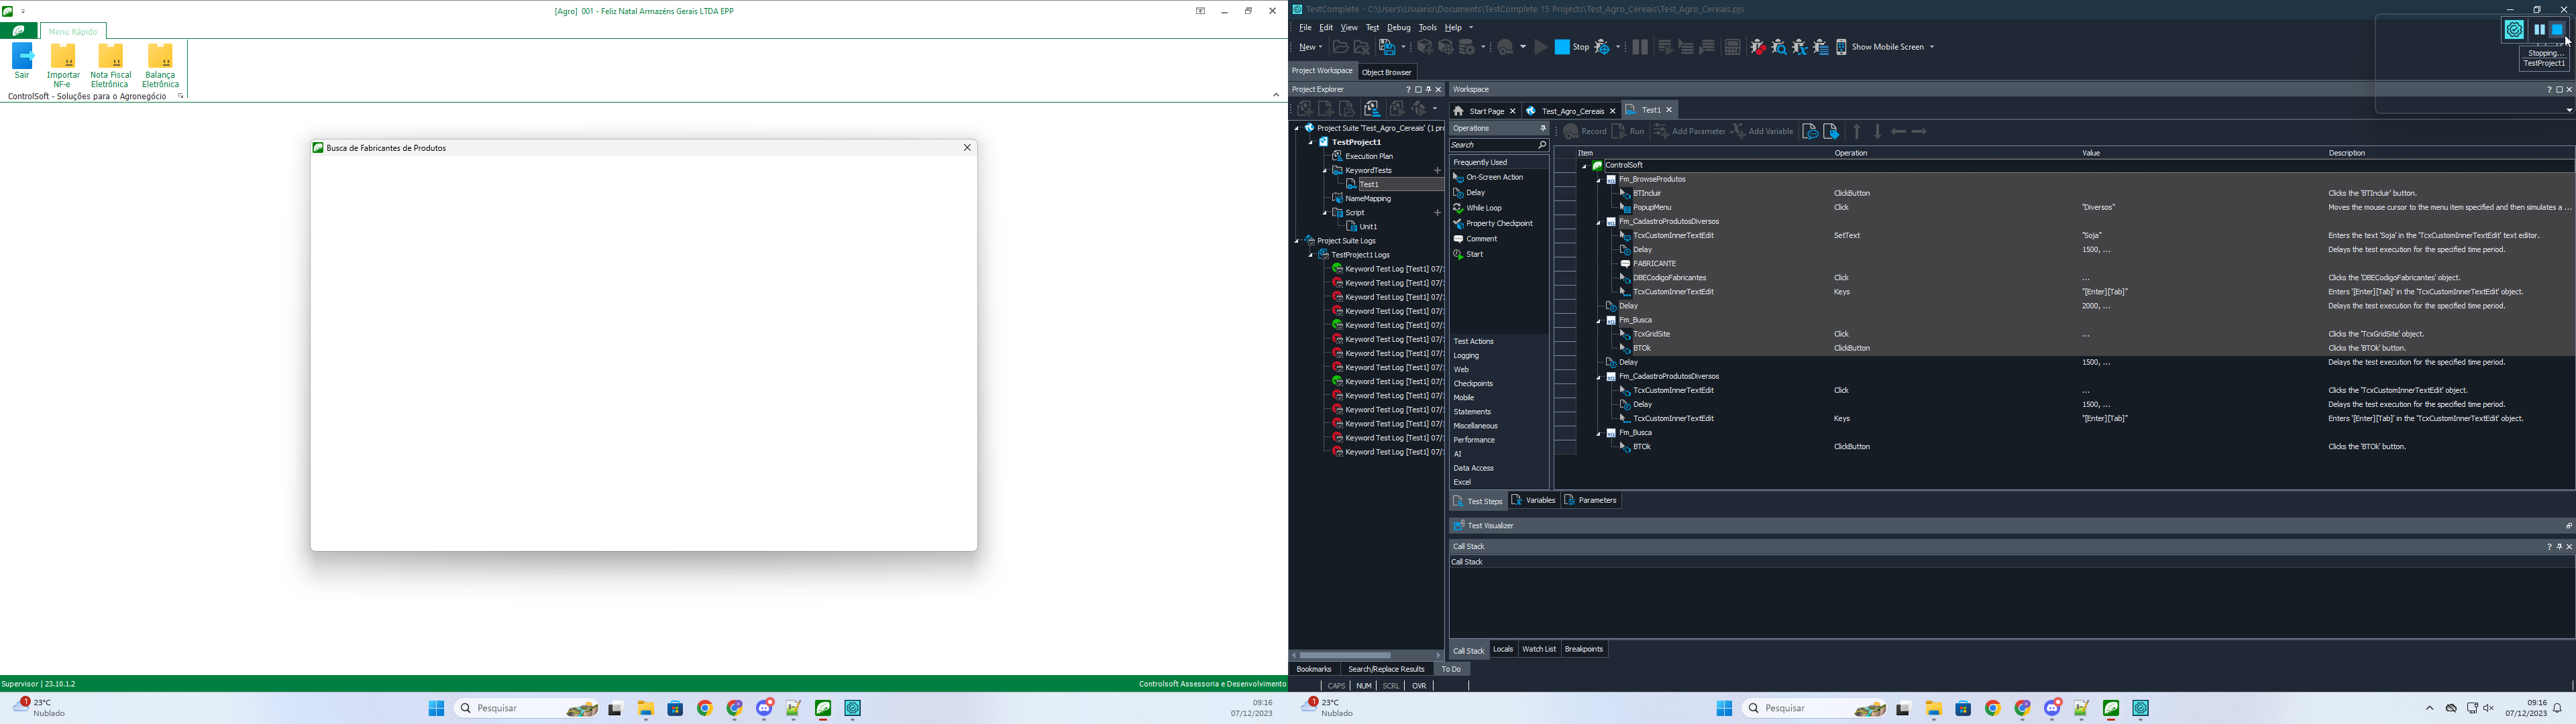 [Agro] 001 - Feliz Natal Armazéns Gerais LTDA EPP
Menu Rápido
Sair
Importar NF-e
Nota Fiscal Eletrônica
Balança Eletrônica
ControlSoft - Soluções para o Agronegócio
Busca de Fabricantes de Produtos
Supervisor | 23.10.1.2
Controlsoft Assessoria e Desenvolvimento
1
23°C
Nublado
Pesquisar
09:16
07/12/2023
TestComplete - C:\Users\Usuario\Documents\TestComplete 15 Projects\Test_Agro_Cereais\Test_Agro_Cereais.pjs
File Edit View Test Debug Tools Help
New
Stop
Show Mobile Screen
Stopping...
TestProject1
Project Workspace
Object Browser
Project Explorer
Project Suite 'Test_Agro_Cereais' (1 pr
TestProject1
Execution Plan
KeywordTests
Test1
NameMapping
Script
Unit1
Project Suite Logs
TestProject1 Logs
Keyword Test Log [Test1] 07/
Keyword Test Log [Test1] 07/
Keyword Test Log [Test1] 07/
Keyword Test Log [Test1] 07/
Keyword Test Log [Test1] 07/
Keyword Test Log [Test1] 07/
Keyword Test Log [Test1] 07/
Keyword Test Log [Test1] 07/
Keyword Test Log [Test1] 07/
Keyword Test Log [Test1] 07/
Keyword Test Log [Test1] 07/
Keyword Test Log [Test1] 07/
Keyword Test Log [Test1] 07/
Keyword Test Log [Test1] 07/
Workspace
Start Page
Test_Agro_Cereais
Test1
Operations
Search
Frequently Used
On-Screen Action
Delay
While Loop
Property Checkpoint
Comment
Start
Test Actions
Logging
Web
Checkpoints
Mobile
Statements
Miscellaneous
Performance
AI
Data Access
Excel
Record Run Add Parameter Add Variable
Item Operation Value Description
ControlSoft
Fm_BrowseProdutos
BTIncluir ClickButton Clicks the 'BTIncluir' button.
PopupMenu Click "Diversos" Moves the mouse cursor to the menu item specified and then simulates a ...
Fm_CadastroProdutosDiversos
TcxCustomInnerTextEdit SetText "Soja" Enters the text 'Soja' in the 'TcxCustomInnerTextEdit' text editor.
Delay 1500, ... Delays the test execution for the specified time period.
FABRICANTE
DBECodigoFabricantes Click ... Clicks the 'DBECodigoFabricantes' object.
TcxCustomInnerTextEdit Keys "[Enter][Tab]" Enters '[Enter][Tab]' in the 'TcxCustomInnerTextEdit' object.
Delay 2000, ... Delays the test execution for the specified time period.
Fm_Busca
TcxGridSite Click ... Clicks the 'TcxGridSite' object.
BTOk ClickButton Clicks the 'BTOk' button.
Delay 1500, ... Delays the test execution for the specified time period.
Fm_CadastroProdutosDiversos
TcxCustomInnerTextEdit Click ... Clicks the 'TcxCustomInnerTextEdit' object.
Delay 1500, ... Delays the test execution for the specified time period.
TcxCustomInnerTextEdit Keys "[Enter][Tab]" Enters '[Enter][Tab]' in the 'TcxCustomInnerTextEdit' object.
Fm_Busca
BTOk ClickButton Clicks the 'BTOk' button.
Test Steps Variables Parameters
Test Visualizer
Call Stack
Call Stack
Call Stack Locals Watch List Breakpoints
Bookmarks Search/Replace Results To Do
CAPS NUM SCRL OVR
1
23°C
Nublado
Pesquisar
09:16
07/12/2023